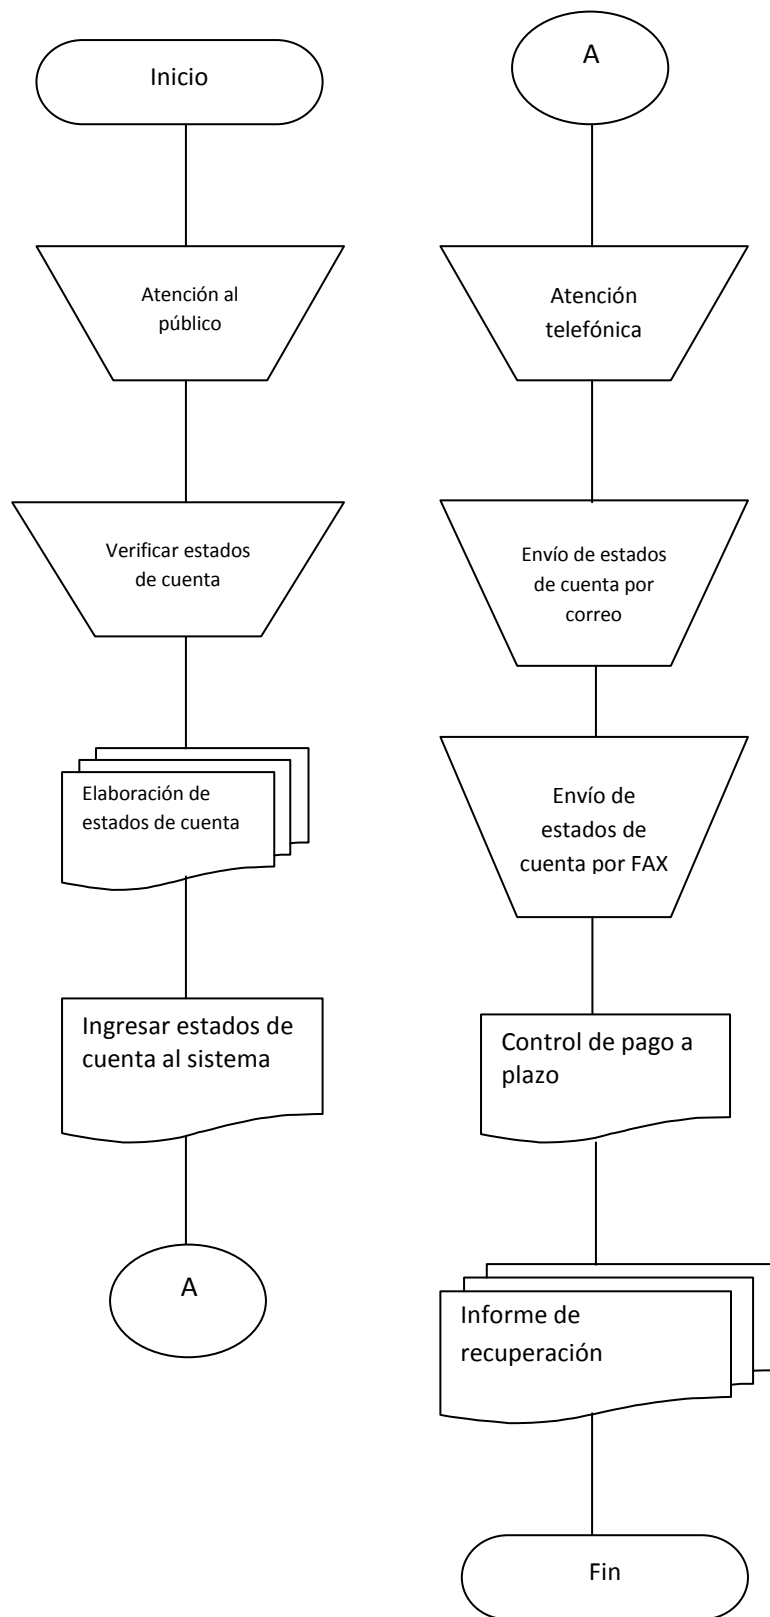 Inicio
Atención al
público
Verificar estados
de cuenta
Elaboración de
estados de cuenta
Ingresar estados de
cuenta al sistema
A
A
Atención
telefónica
Envío de estados
de cuenta por
correo
Envío de
estados de
cuenta por FAX
Control de pago a
plazo
Informe de
recuperación
Fin